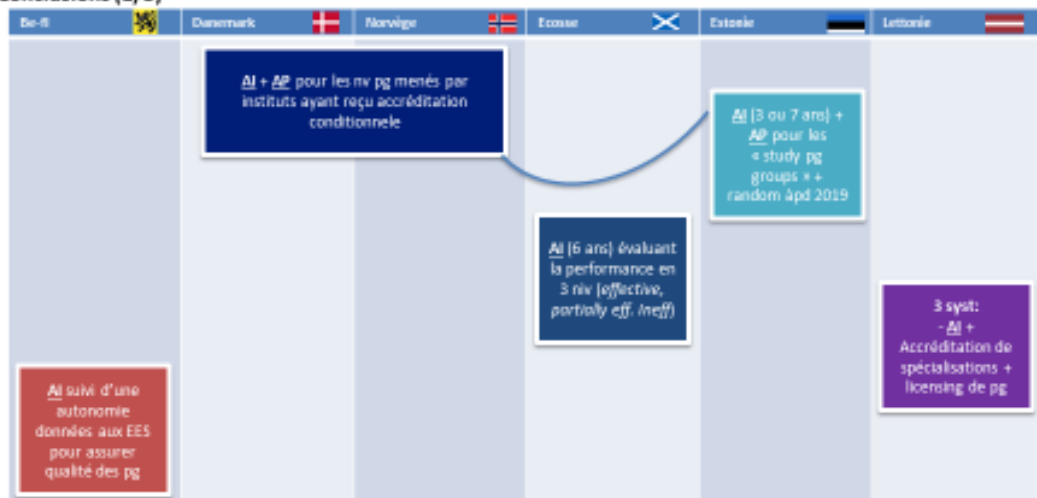 Be-fl
Danemark
Norvège
Ecosse
Estonie
Lettonie
AI + AP pour les nv pg menés par
instituts ayant reçu accréditation
conditionnele
AI (3 ou 7 ans) +
AP pour les
« study pg
groups » +
random àpd 2019
AI (6 ans) évaluant
la performance en
3 niv (effective,
partially eff. Ineff)
3 syst:
- AI +
Accréditation de
spécialisations +
licensing de pg
AI suivi d'une
autonomie
données aux EES
pour assurer
qualité des pg